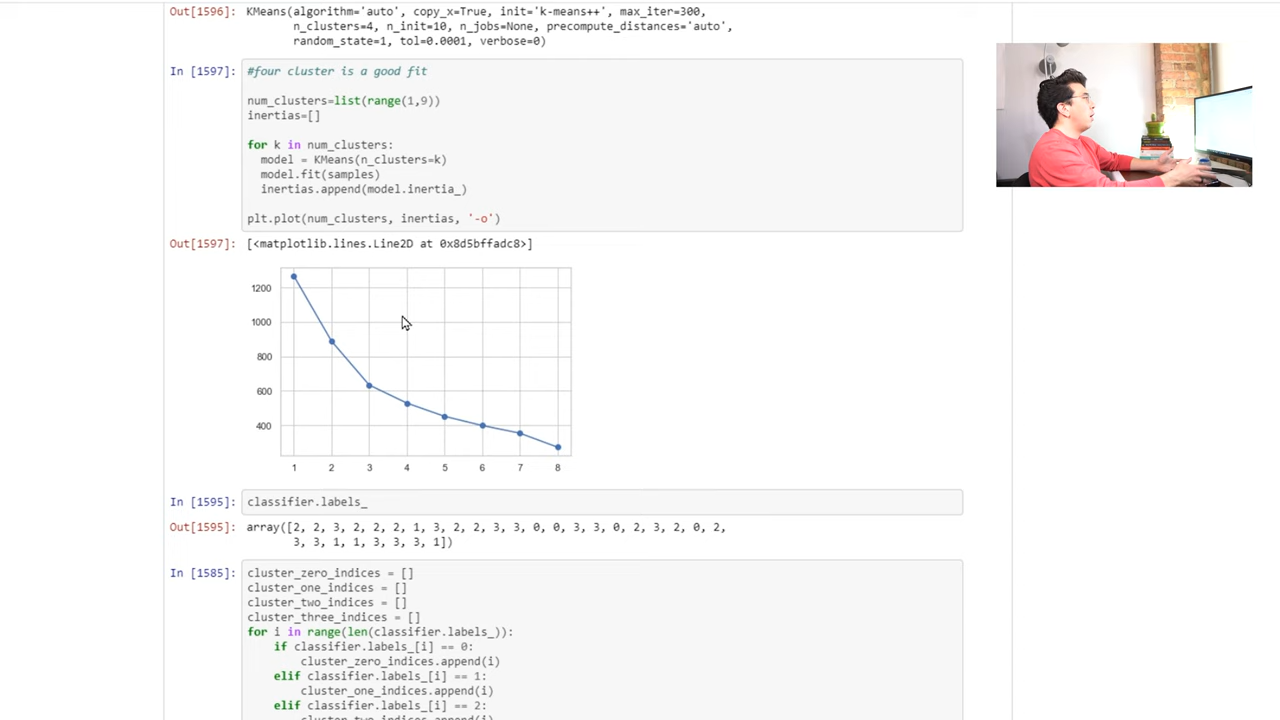 Out[1596]: KMeans(algorithm='auto', copy_x=True, init='k-means++', max_iter=300,
n_clusters=4, n_init=10, n_jobs=None, precompute_distances='auto',
random_state=1, tol=0.0001, verbose=0)
In [1597]: #four cluster is a good fit
num_clusters=list(range(1,9))
inertias=[]
for k in num_clusters:
model = KMeans(n_clusters=k)
model.fit(samples)
inertias.append(model.inertia_)
plt.plot(num_clusters, inertias, '-o')
Out[1597]: [<matplotlib.lines.Line2D at 0x8d5bffadc8>]
1200
1000
800
600
400
1 2 3 4 5 6 7 8
In [1595]: classifier.labels_
Out[1595]: array([2, 2, 3, 2, 2, 2, 1, 3, 2, 2, 3, 3, 0, 0, 3, 3, 0, 2, 3, 2, 0, 2,
3, 3, 1, 1, 3, 3, 3, 1])
In [1585]: cluster_zero_indices = []
cluster_one_indices = []
cluster_two_indices = []
cluster_three_indices = []
for i in range(len(classifier.labels_)):
if classifier.labels_[i] == 0:
cluster_zero_indices.append(i)
elif classifier.labels_[i] == 1:
cluster_one_indices.append(i)
elif classifier.labels_[i] == 2:
cluster_two_indices.append(i)